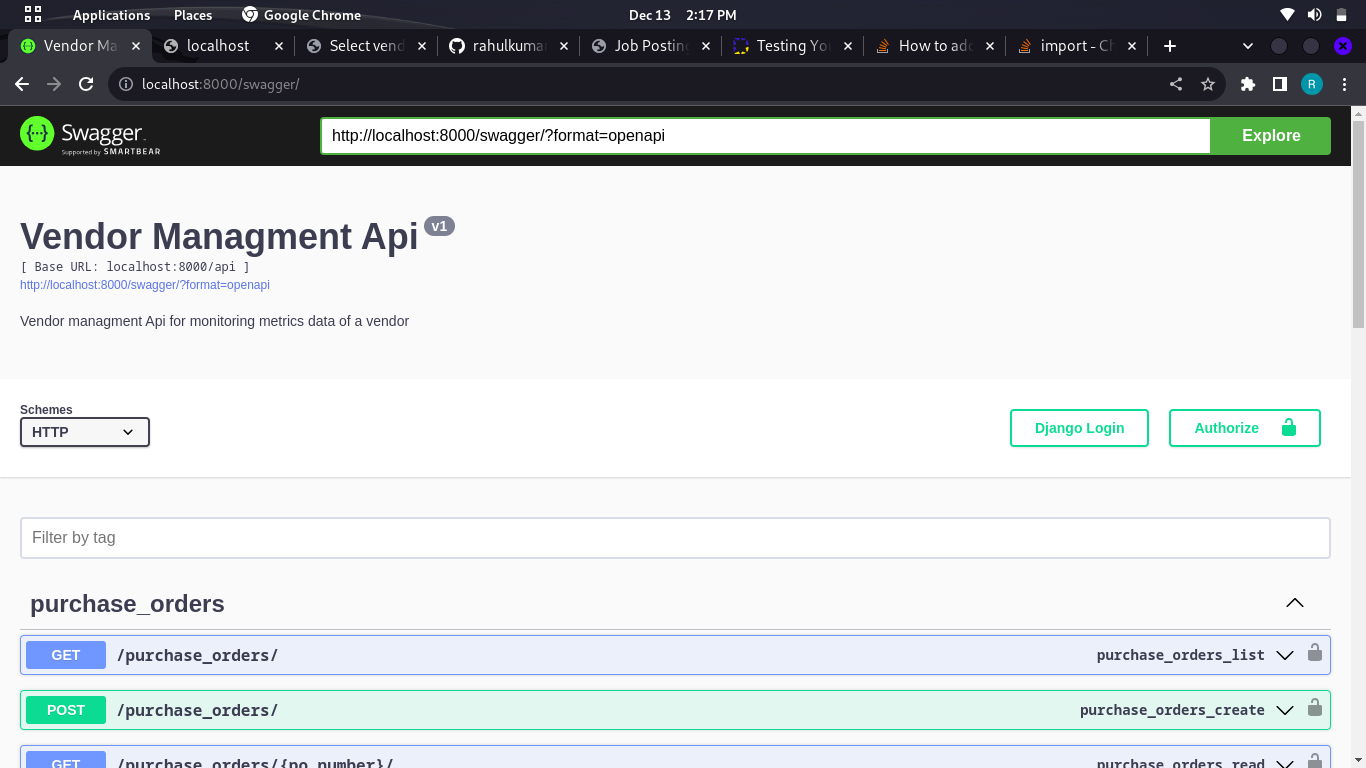 Applications Places Google Chrome Dec 13 2:17 PM
Vendor Ma localhost Select vend rahulkuma Job Posting Testing Yo How to add import - Ch
localhost:8000/swagger/ R
Swagger
Supported by SMARTBEAR
http://localhost:8000/swagger/?format=openapi Explore
Vendor Managment Api v1
[ Base URL: localhost:8000/api ]
http://localhost:8000/swagger/?format=openapi
Vendor managment Api for monitoring metrics data of a vendor
Schemes
HTTP Django Login Authorize
Filter by tag
purchase_orders
GET /purchase_orders/ purchase_orders_list
POST /purchase_orders/ purchase_orders_create
GET /purchase_orders/{po_number}/ purchase_orders_read